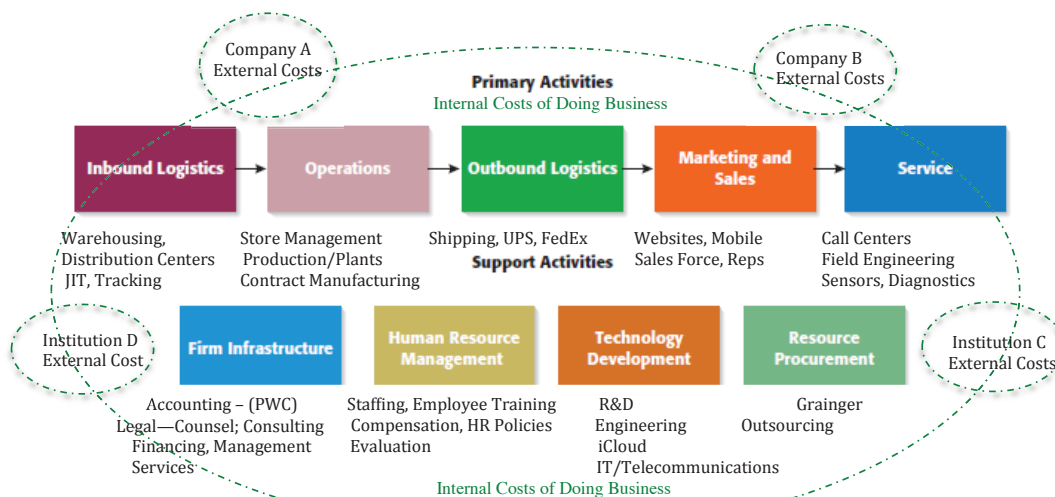 Company A
External Costs
Company B
External Costs
Primary Activities
Internal Costs of Doing Business
Inbound Logistics
Operations
Outbound Logistics
Marketing and
Sales
Service
Warehousing,
Distribution Centers
JIT, Tracking
Store Management
Production/Plants
Contract Manufacturing
Shipping, UPS, FedEx
Websites, Mobile
Sales Force, Reps
Call Centers
Field Engineering
Sensors, Diagnostics
Support Activities
Institution D
External Cost
Firm Infrastructure
Human Resource
Management
Technology
Development
Resource
Procurement
Institution C
External Costs
Accounting – (PWC)
Legal—Counsel; Consulting
Financing, Management
Services
Staffing, Employee Training
Compensation, HR Policies
Evaluation
R&D
Engineering
iCloud
IT/Telecommunications
Grainger
Outsourcing
Internal Costs of Doing Business